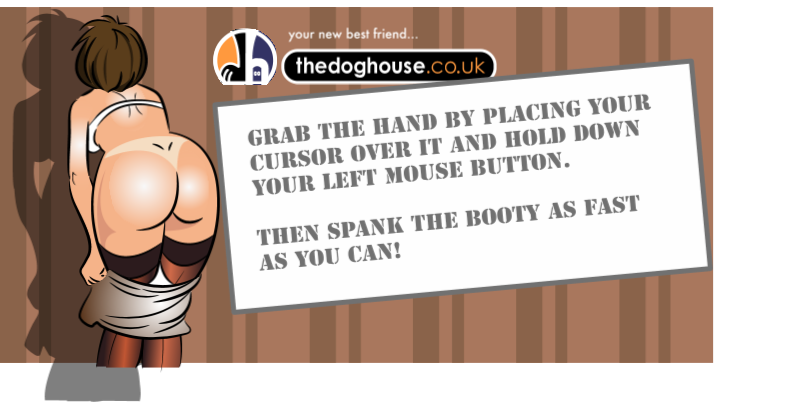 your new best friend...
thedoghouse.co.uk
GRAB THE HAND BY PLACING YOUR
CURSOR OVER IT AND HOLD DOWN
YOUR LEFT MOUSE BUTTON.
THEN SPANK THE BOOTY AS FAST
AS YOU CAN!